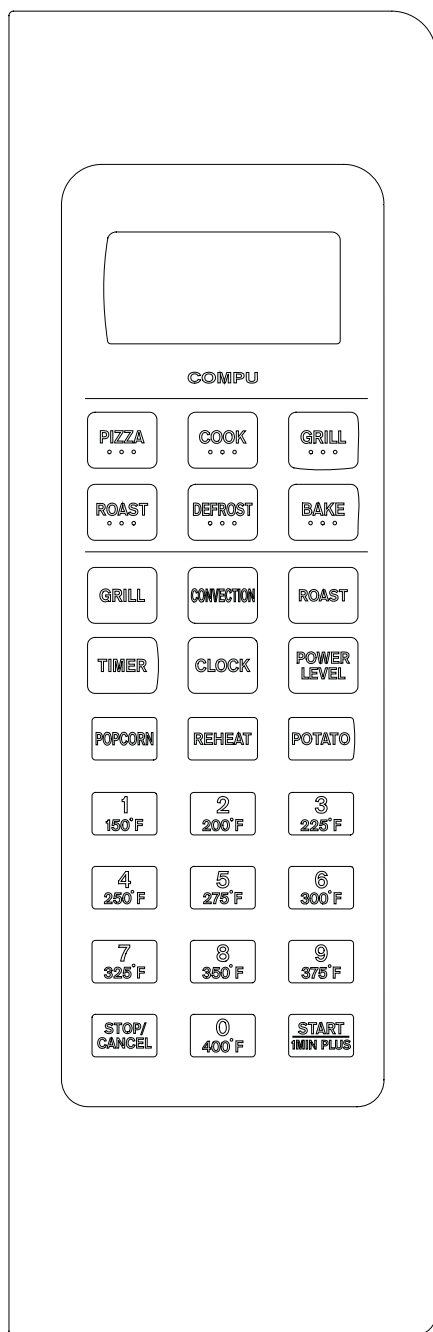 COMPU
PIZZA COOK GRILL
ROAST DEFROST BAKE
GRILL CONVECTION ROAST
TIMER CLOCK POWER LEVEL
POPCORN REHEAT POTATO
1 2 3
150°F 200°F 225°F
4 5 6
250°F 275°F 300°F
7 8 9
325°F 350°F 375°F
STOP/ 0 START
CANCEL 400°F 1MIN PLUS